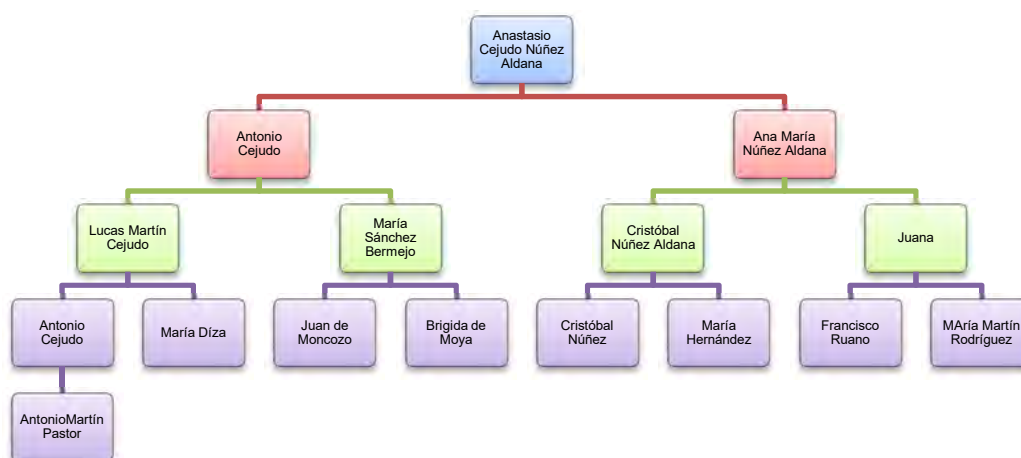 Anastasio
Cejudo Núñez
Aldana
Antonio
Cejudo
Ana María
Núñez Aldana
Lucas Martín
Cejudo
María
Sánchez
Bermejo
Cristóbal
Núñez Aldana
Juana
Antonio
Cejudo
María Díza
Juan de
Moncozo
Brigida de
Moya
Cristóbal
Núñez
María
Hernández
Francisco
Ruano
MAría Martín
Rodríguez
AntonioMartín
Pastor